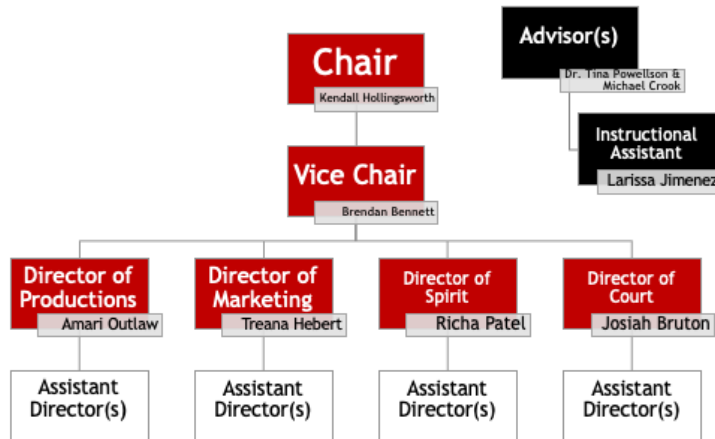 Chair
Kendall Hollingsworth
Advisor(s)
Dr. Tina Powellson &
Michael Crook
Instructional
Assistant
Larissa Jimenez
Vice Chair
Brendan Bennett
Director of
Productions
Amari Outlaw
Director of
Marketing
Treana Hebert
Director of
Spirit
Richa Patel
Director of
Court
Josiah Bruton
Assistant
Director(s)
Assistant
Director(s)
Assistant
Director(s)
Assistant
Director(s)